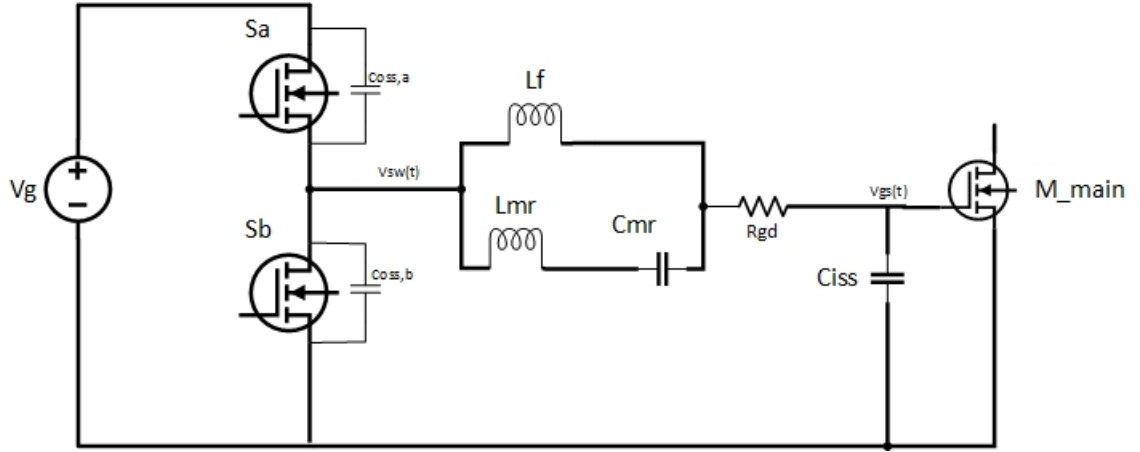 Sa
Coss,a
Lf
Vsw(t)
Vg
+
−
Lmr
Cmr
Rgd
Vgs(t)
M_main
Sb
Coss,b
Ciss